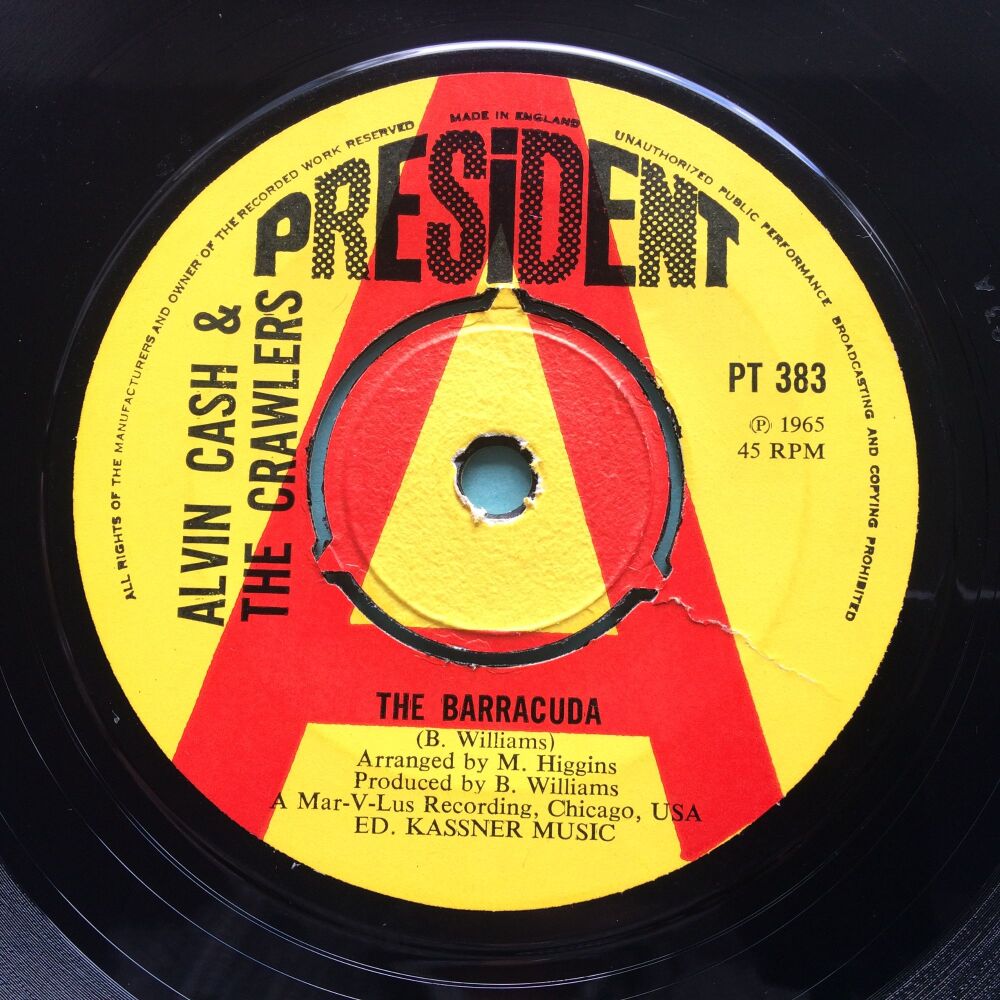 ALL RIGHTS OF THE MANUFACTURERS AND OWNER OF THE RECORDED WORK RESERVED
MADE IN ENGLAND
UNAUTHORIZED PUBLIC PERFORMANCE BROADCASTING AND COPYING PROHIBITED
PRESiDENT
A
ALVIN CASH &
THE CRAWLERS
PT 383
Ⓟ 1965
45 RPM
THE BARRACUDA
(B. Williams)
Arranged by M. Higgins
Produced by B. Williams
A Mar-V-Lus Recording, Chicago, USA
ED. KASSNER MUSIC